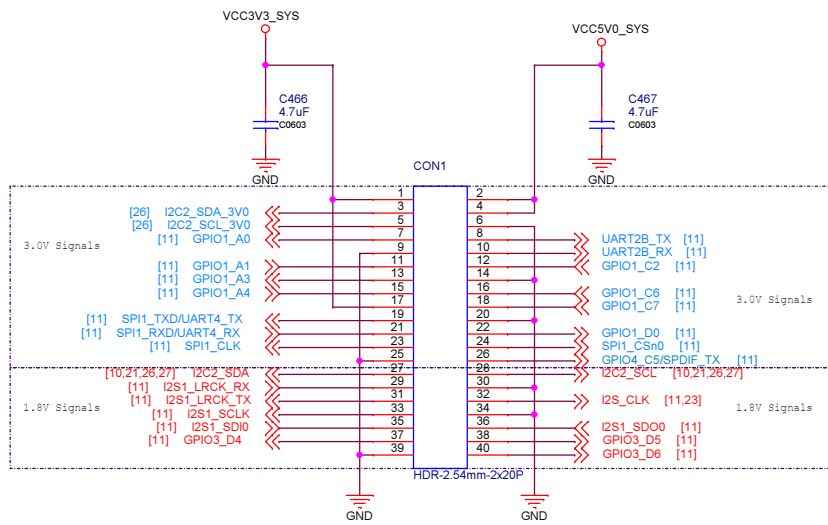 VCC3V3_SYS
VCC5V0_SYS
C466
4.7uF
C0603
C467
4.7uF
C0603
GND
GND
CON1
1 2
[26] I2C2_SDA_3V0 3 4
[26] I2C2_SCL_3V0 5 6
[11] GPIO1_A0 7 8 UART2B_TX [11]
3.0V Signals
9 10 UART2B_RX [11]
[11] GPIO1_A1 11 12 GPIO1_C2 [11]
[11] GPIO1_A3 13 14
[11] GPIO1_A4 15 16 GPIO1_C6 [11]
3.0V Signals
17 18 GPIO1_C7 [11]
[11] SPI1_TXD/UART4_TX 19 20
[11] SPI1_RXD/UART4_RX 21 22 GPIO1_D0 [11]
[11] SPI1_CLK 23 24 SPI1_CSn0 [11]
25 26 GPIO4_C5/SPDIF_TX [11]
[10,21,26,27] I2C2_SDA 27 28 I2C2_SCL [10,21,26,27]
[11] I2S1_LRCK_RX 29 30
[11] I2S1_LRCK_TX 31 32 I2S_CLK [11,23]
1.8V Signals
1.8V Signals
[11] I2S1_SCLK 33 34
[11] I2S1_SDI0 35 36 I2S1_SDO0 [11]
[11] GPIO3_D4 37 38 GPIO3_D5 [11]
39 40 GPIO3_D6 [11]
HDR-2.54mm-2x20P
GND
GND